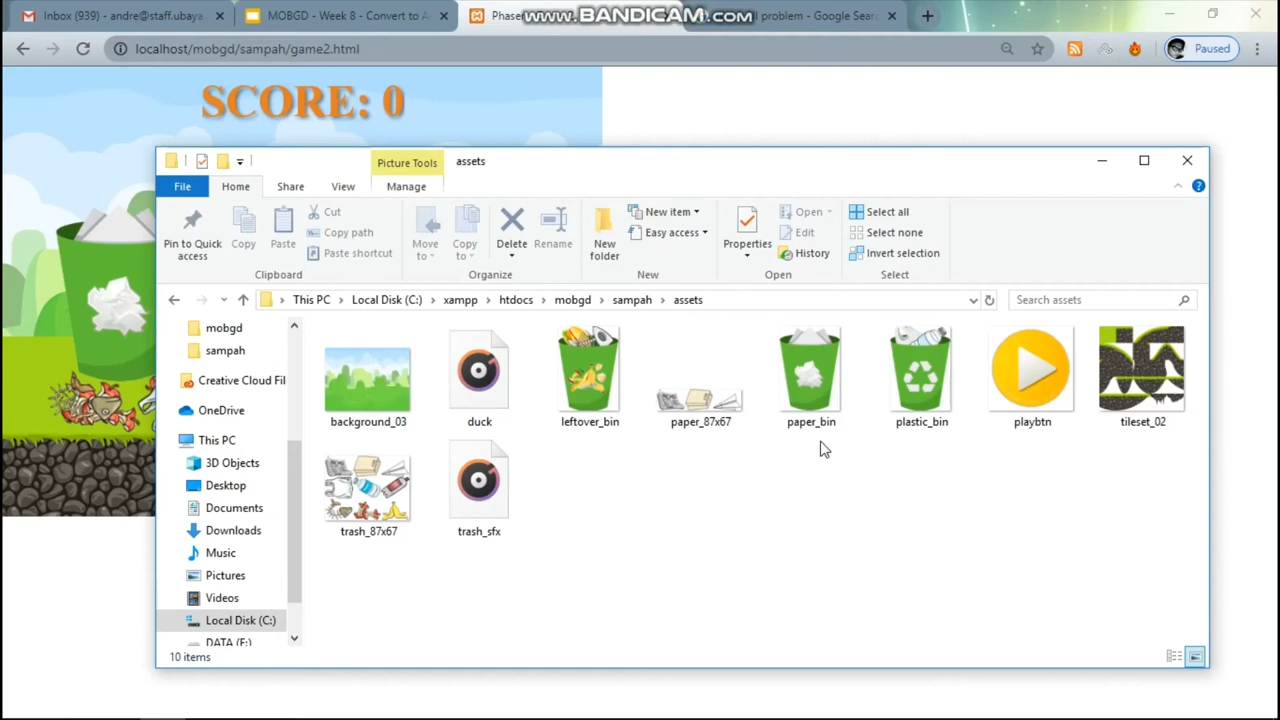 Inbox (939) - andre@staff.ubaya.
MOBGD - Week 8 - Convert to A
Phaser
www.BANDICAM.com
l problem - Google Searc
localhost/mobgd/sampah/game2.html
Paused
SCORE: 0
Picture Tools
assets
File
Home
Share
View
Manage
Pin to Quick access
Copy
Paste
Cut
Copy path
Paste shortcut
Clipboard
Move to
Copy to
Delete
Rename
Organize
New folder
New item
Easy access
New
Properties
Open
Edit
History
Open
Select all
Select none
Invert selection
Select
This PC > Local Disk (C:) > xampp > htdocs > mobgd > sampah > assets
Search assets
mobgd
sampah
Creative Cloud Fil
OneDrive
This PC
3D Objects
Desktop
Documents
Downloads
Music
Pictures
Videos
Local Disk (C:)
DATA (E:)
background_03
duck
leftover_bin
paper_87x67
paper_bin
plastic_bin
playbtn
tileset_02
trash_87x67
trash_sfx
10 items